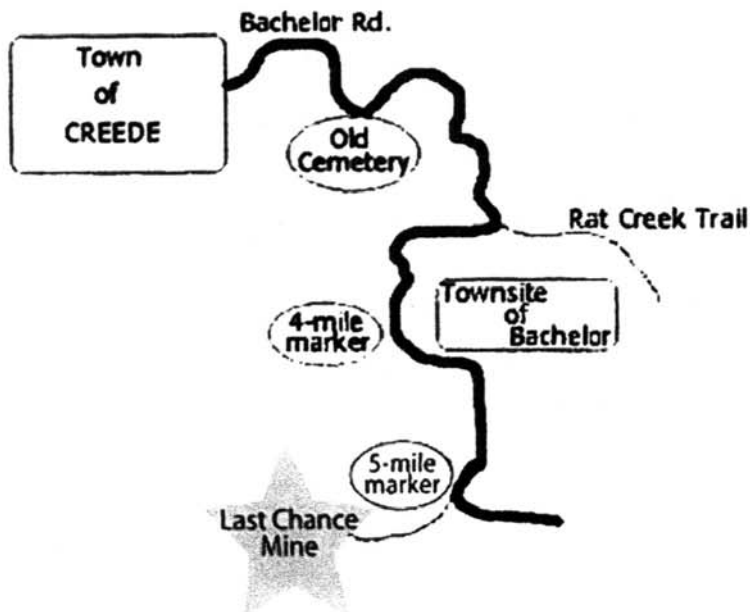 Bachelor Rd.
Town
of
CREEDE
Old
Cemetery
Rat Creek Trail
Townsite
of
Bachelor
4-mile
marker
5-mile
marker
Last Chance
Mine